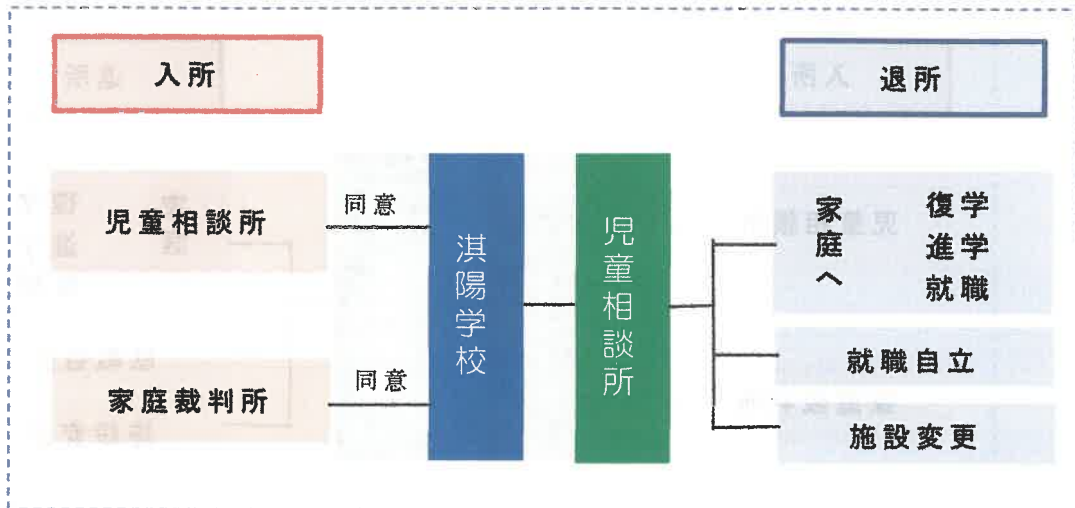 入所
退所
児童相談所
同意
家庭裁判所
同意
淇陽学校
児童相談所
家庭へ
復学
進学
就職
就職自立
施設変更